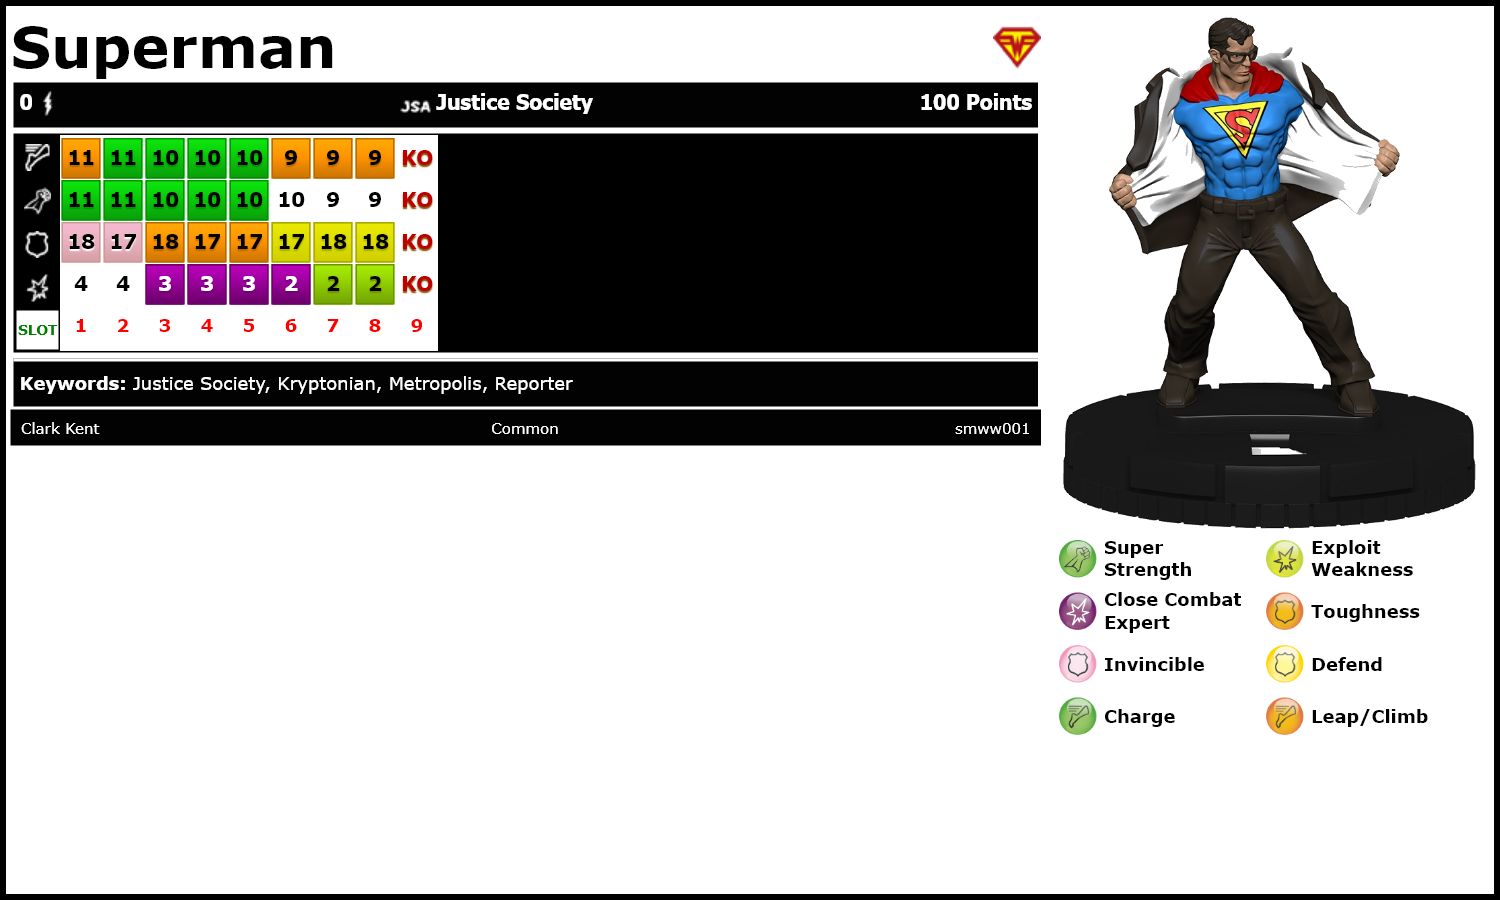 Superman
0 JSA Justice Society 100 Points
11 11 10 10 10 9 9 9 KO
11 11 10 10 10 10 9 9 KO
18 17 18 17 17 17 18 18 KO
4 4 3 3 3 2 2 2 KO
SLOT 1 2 3 4 5 6 7 8 9
Keywords: Justice Society, Kryptonian, Metropolis, Reporter
Clark Kent Common smww001
S
Super
Strength
Exploit
Weakness
Close Combat
Expert
Toughness
Invincible
Defend
Charge
Leap/Climb